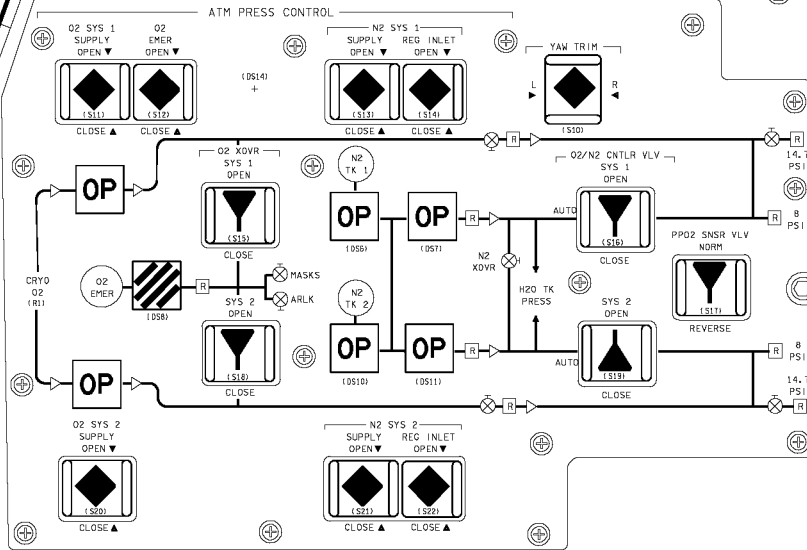 ATM PRESS CONTROL
O2 SYS 1
SUPPLY
OPEN ▼
(S11)
CLOSE ▲
O2
EMER
OPEN ▼
(S12)
CLOSE ▲
(DS14)
N2 SYS 1
SUPPLY
OPEN ▼
(S13)
CLOSE ▲
REG INLET
OPEN ▼
(S14)
CLOSE ▲
YAW TRIM
L
R
(S10)
O2 XOVR
SYS 1
OPEN
(S15)
CLOSE
N2
TK 1
OP
OP
(DS6)
OP
(DS7)
R
R
R
14.7
PSI
O2/N2 CNTLR VLV
SYS 1
OPEN
AUTO
(S16)
CLOSE
R
8
PSI
PPO2 SNSR VLV
NORM
(S17)
REVERSE
CRYO
O2
(R1)
O2
EMER
(DS8)
R
MASKS
ARLK
N2
XOVR
H2O TK
PRESS
SYS 2
OPEN
(S18)
CLOSE
N2
TK 2
OP
OP
(DS10)
OP
(DS11)
R
SYS 2
OPEN
AUTO
(S19)
CLOSE
R
8
PSI
R
R
14.7
PSI
O2 SYS 2
SUPPLY
OPEN ▼
(S20)
CLOSE ▲
N2 SYS 2
SUPPLY
OPEN ▼
(S21)
CLOSE ▲
REG INLET
OPEN ▼
(S22)
CLOSE ▲